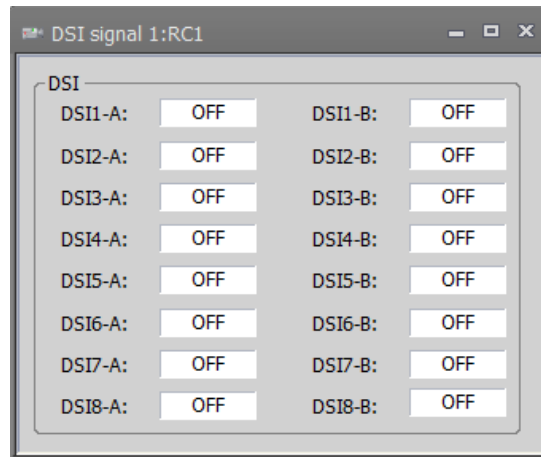 DSI signal 1:RC1
DSI
DSI1-A: OFF DSI1-B: OFF
DSI2-A: OFF DSI2-B: OFF
DSI3-A: OFF DSI3-B: OFF
DSI4-A: OFF DSI4-B: OFF
DSI5-A: OFF DSI5-B: OFF
DSI6-A: OFF DSI6-B: OFF
DSI7-A: OFF DSI7-B: OFF
DSI8-A: OFF DSI8-B: OFF